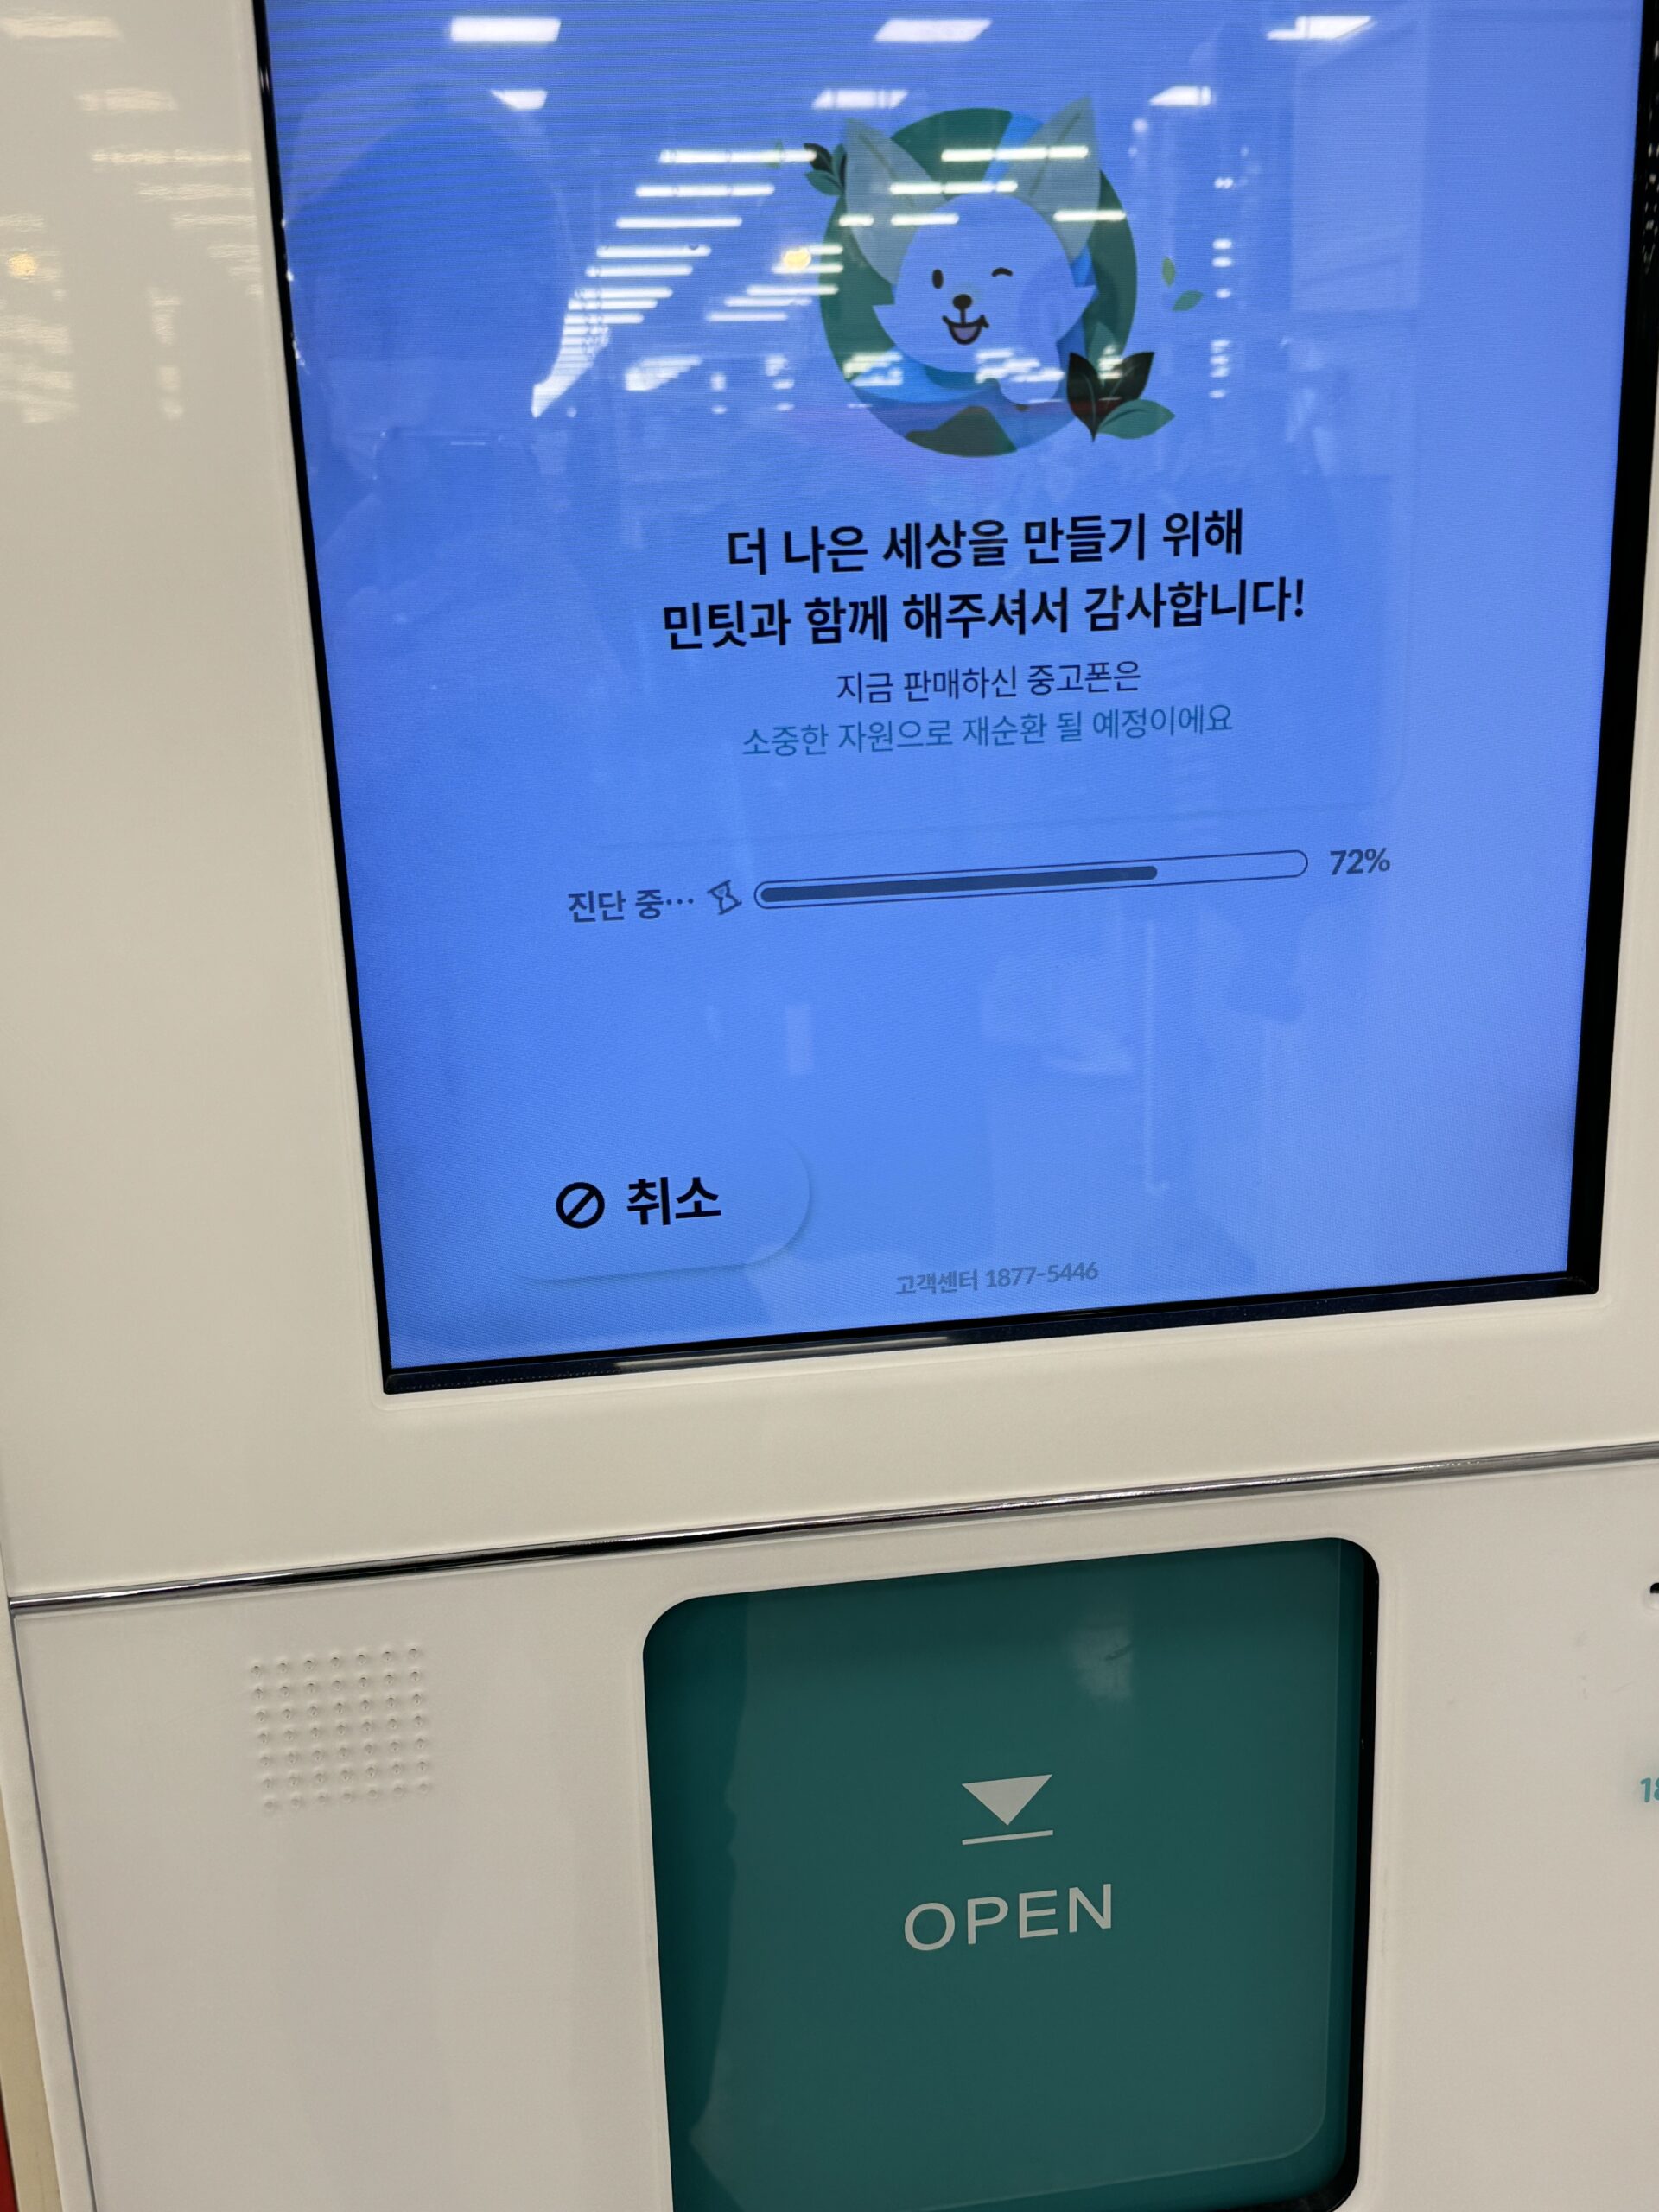 더 나은 세상을 만들기 위해
민팃과 함께 해주셔서 감사합니다!
지금 판매하신 중고폰은
소중한 자원으로 재순환 될 예정이에요
진단 중··· 72%
취소
고객센터 1877-5446
OPEN
18